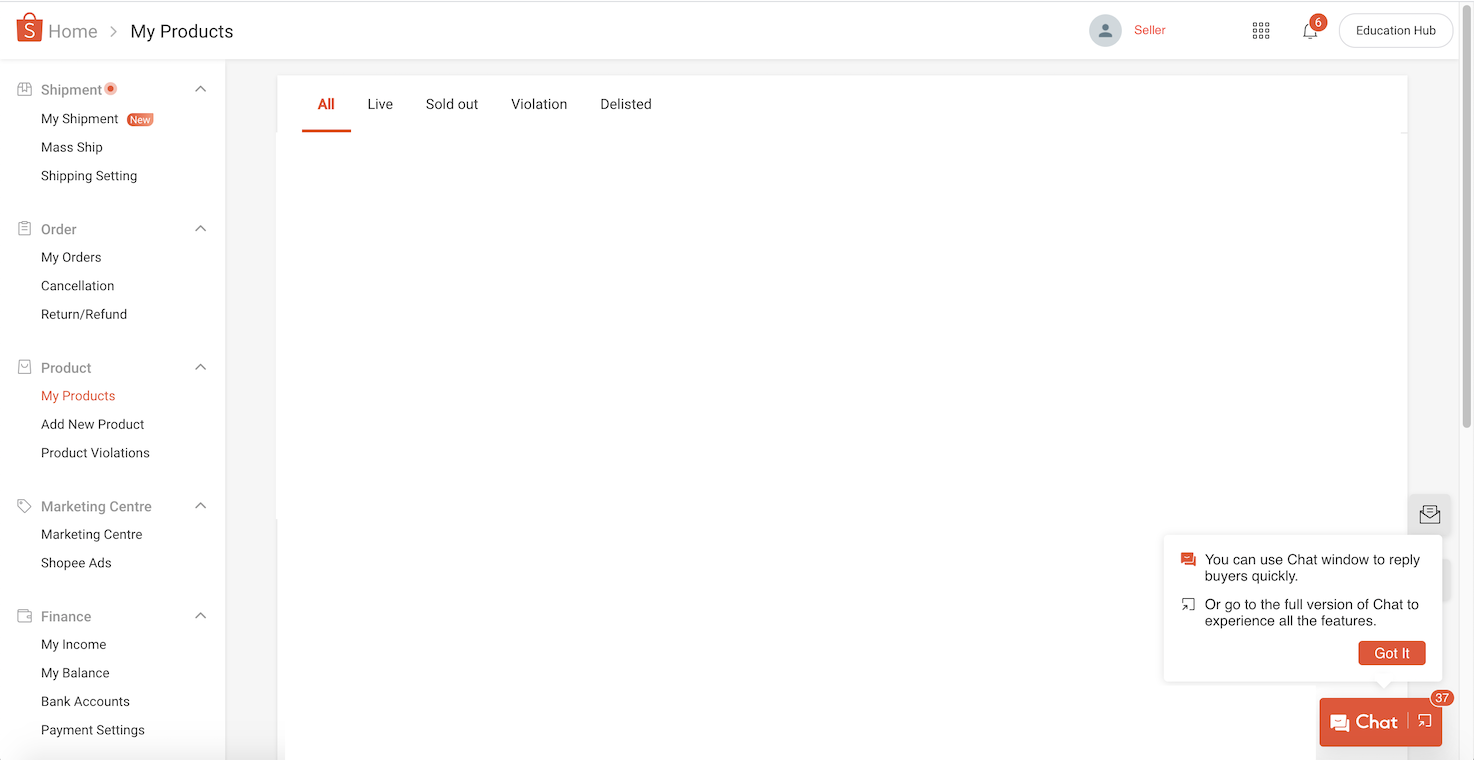 S Home > My Products
Seller
6
Education Hub
Shipment
My Shipment New
Mass Ship
Shipping Setting
Order
My Orders
Cancellation
Return/Refund
Product
My Products
Add New Product
Product Violations
Marketing Centre
Marketing Centre
Shopee Ads
Finance
My Income
My Balance
Bank Accounts
Payment Settings
All Live Sold out Violation Delisted
You can use Chat window to reply
buyers quickly.
Or go to the full version of Chat to
experience all the features.
Got It
37
Chat